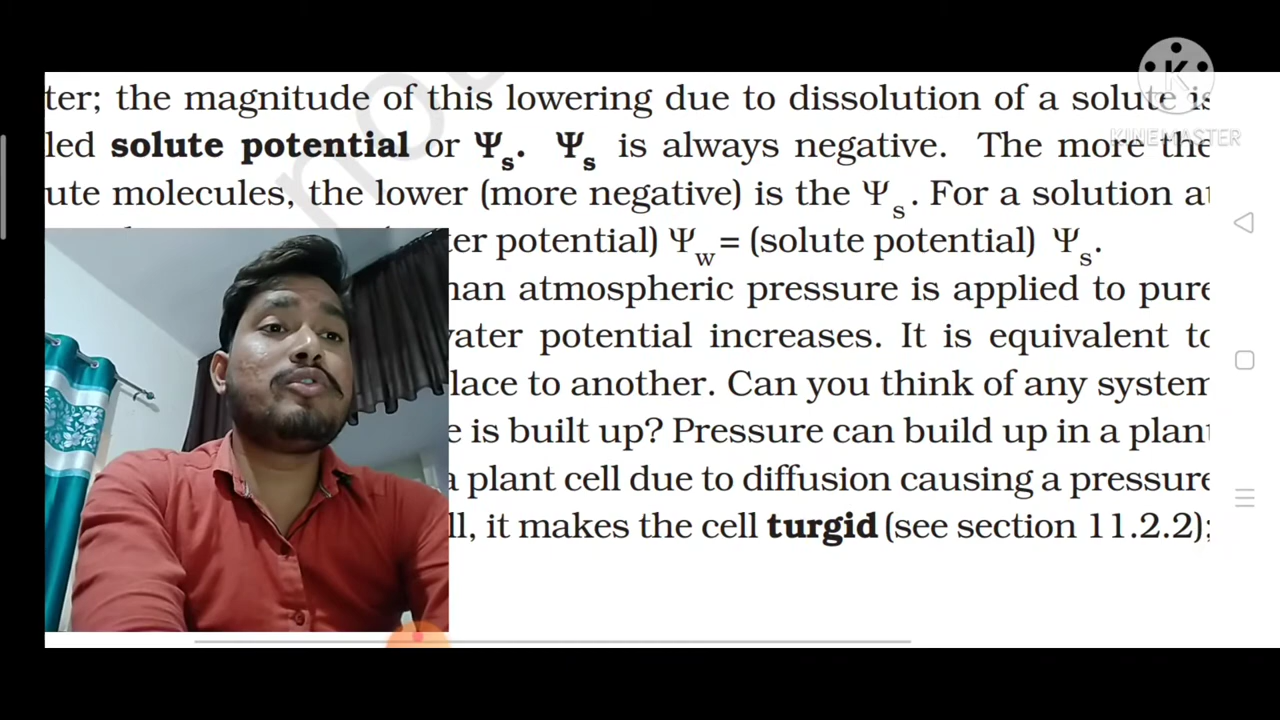 ter; the magnitude of this lowering due to dissolution of a solute is
led solute potential or Ψs. Ψs is always negative. The more the
ute molecules, the lower (more negative) is the Ψs. For a solution at
ter potential) Ψw = (solute potential) Ψs.
han atmospheric pressure is applied to pure
vater potential increases. It is equivalent to
lace to another. Can you think of any system
e is built up? Pressure can build up in a plant
a plant cell due to diffusion causing a pressure
ll, it makes the cell turgid (see section 11.2.2);
K
KINEMASTER